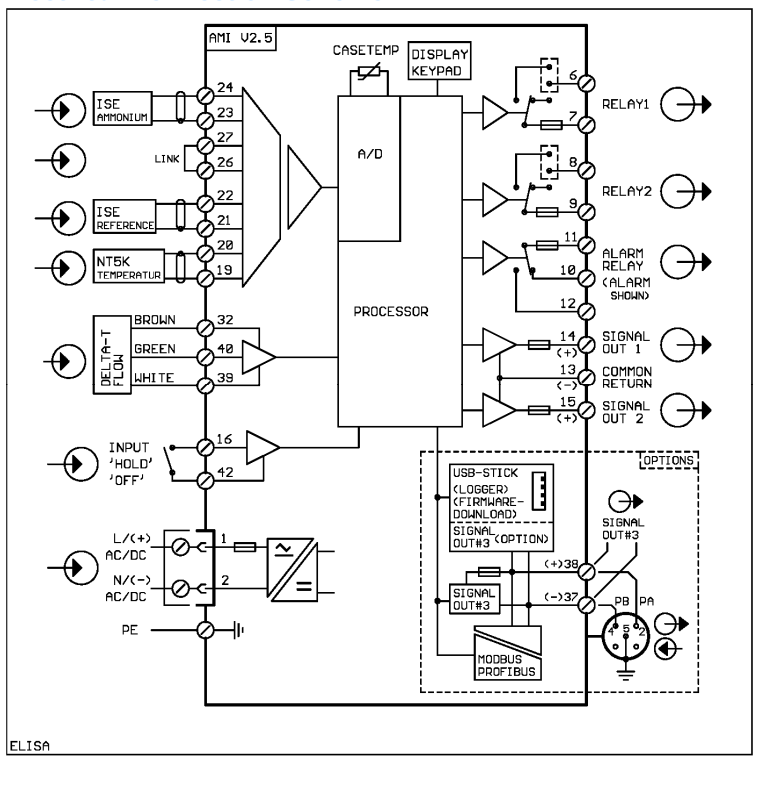 AMI V2.5
CASETEMP
DISPLAY
KEYPAD
A/D
PROCESSOR
ISE
AMMONIUM
24
23
LINK
27
26
ISE
REFERENCE
22
21
NT5K
TEMPERATUR
20
19
DELTA-T
FLOW
BROWN
32
GREEN
40
WHITE
39
INPUT
'HOLD'
'OFF'
16
42
L/(+)
AC/DC
1
N/(-)
AC/DC
2
PE
6
7
RELAY1
8
9
RELAY2
11
10
12
ALARM
RELAY
(ALARM
SHOWN)
14
(+)
SIGNAL
OUT 1
13
(-)
COMMON
RETURN
15
(+)
SIGNAL
OUT 2
OPTIONS
USB-STICK
(LOGGER)
(FIRMWARE-
DOWNLOAD)
SIGNAL
OUT#3 (OPTION)
SIGNAL
OUT#3
(+)38
(-)37
SIGNAL
OUT#3
PB PA
4 5 2
MODBUS
PROFIBUS
ELISA